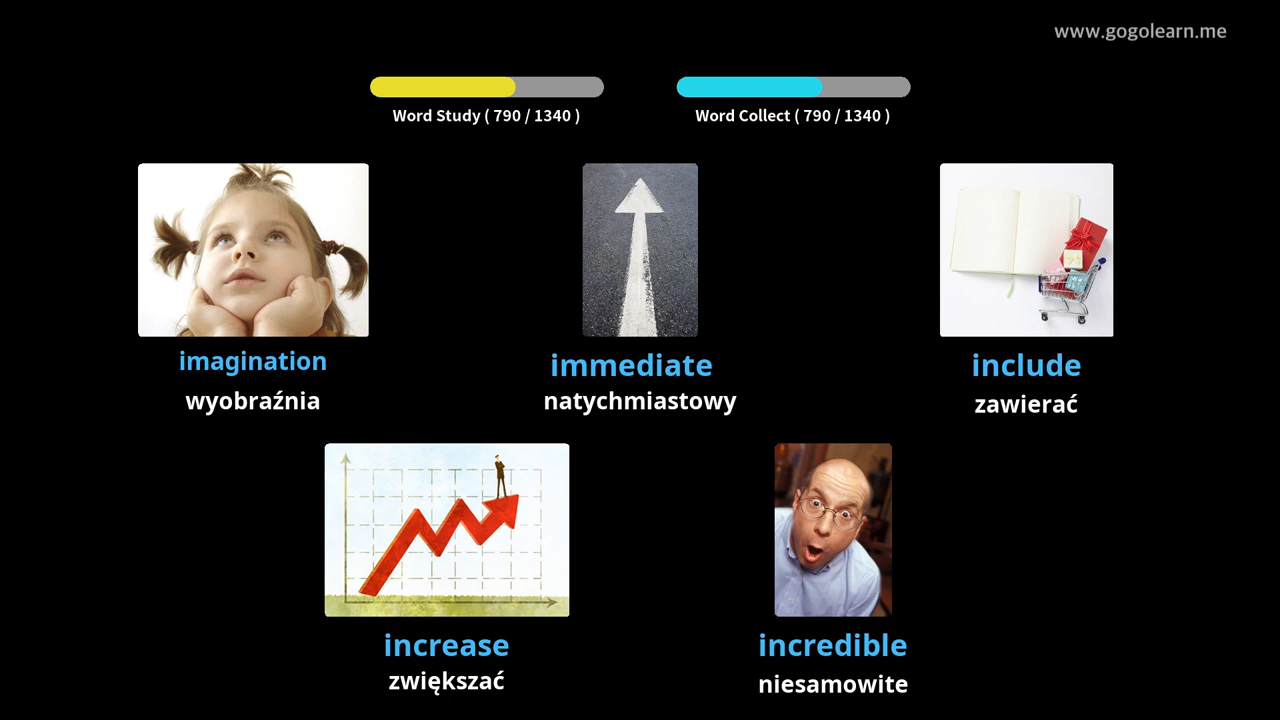 www.gogolearn.me
Word Study ( 790 / 1340 )
Word Collect ( 790 / 1340 )
imagination
wyobraźnia
immediate
natychmiastowy
include
zawierać
increase
zwiększać
incredible
niesamowite